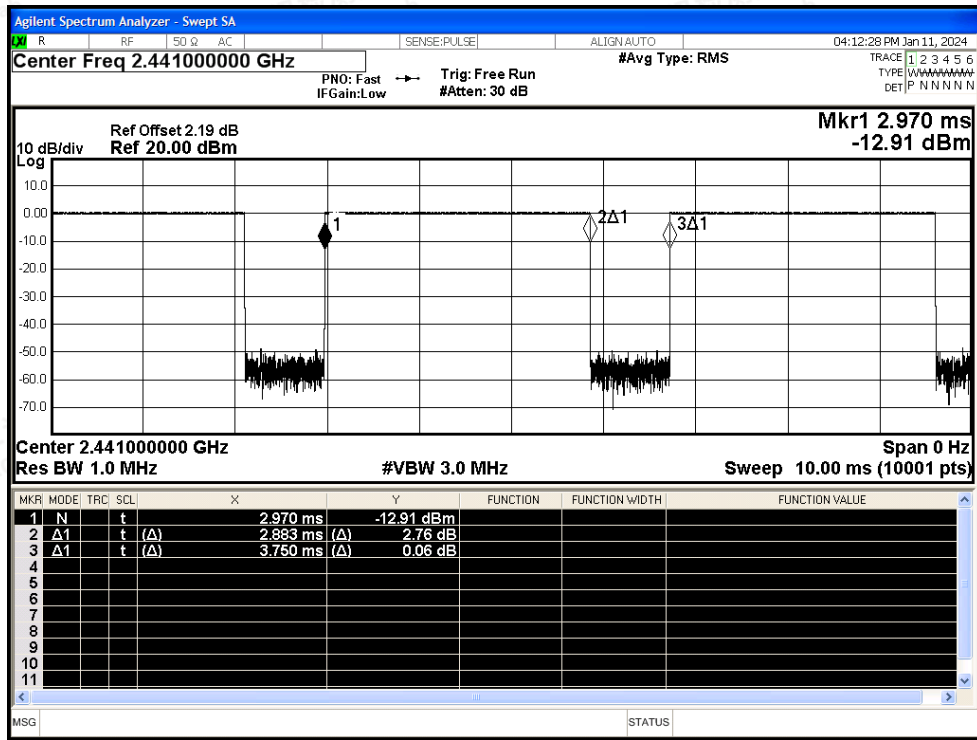 Agilent Spectrum Analyzer - Swept SA
LXI R RF 50 Ω AC SENSE:PULSE ALIGN AUTO 04:12:28 PM Jan 11, 2024
Center Freq 2.441000000 GHz
PNO: Fast
IFGain:Low
Trig: Free Run
#Atten: 30 dB
#Avg Type: RMS
TRACE 1 2 3 4 5 6
TYPE W
DET P N N N N N
10 dB/div
Log
Ref Offset 2.19 dB
Ref 20.00 dBm
Mkr1 2.970 ms
-12.91 dBm
10.0
0.00
-10.0
-20.0
-30.0
-40.0
-50.0
-60.0
-70.0
1
2Δ1
3Δ1
Center 2.441000000 GHz Span 0 Hz
Res BW 1.0 MHz #VBW 3.0 MHz Sweep 10.00 ms (10001 pts)
MKR MODE TRC SCL X Y FUNCTION FUNCTION WIDTH FUNCTION VALUE
1 N t 2.970 ms -12.91 dBm
2 Δ1 t (Δ) 2.883 ms (Δ) 2.76 dB
3 Δ1 t (Δ) 3.750 ms (Δ) 0.06 dB
4
5
6
7
8
9
10
11
MSG STATUS